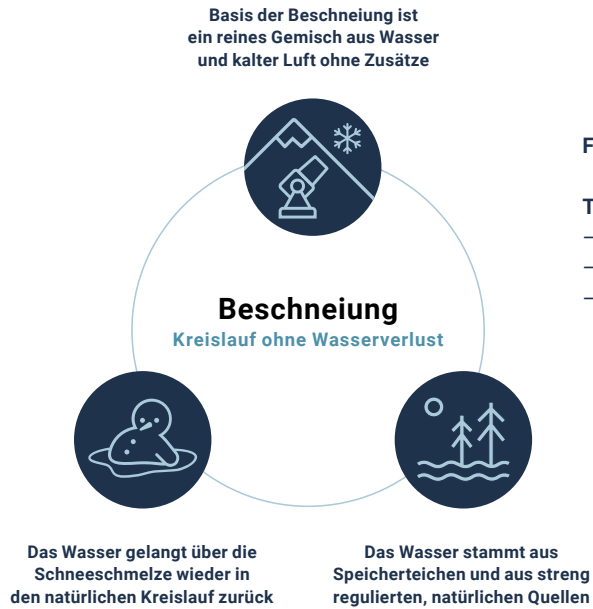 Basis der Beschneiung ist
ein reines Gemisch aus Wasser
und kalter Luft ohne Zusätze
Beschneiung
Kreislauf ohne Wasserverlust
Das Wasser gelangt über die
Schneeschmelze wieder in
den natürlichen Kreislauf zurück
Das Wasser stammt aus
Speicherteichen und aus streng
regulierten, natürlichen Quellen
F
T
–
–
–